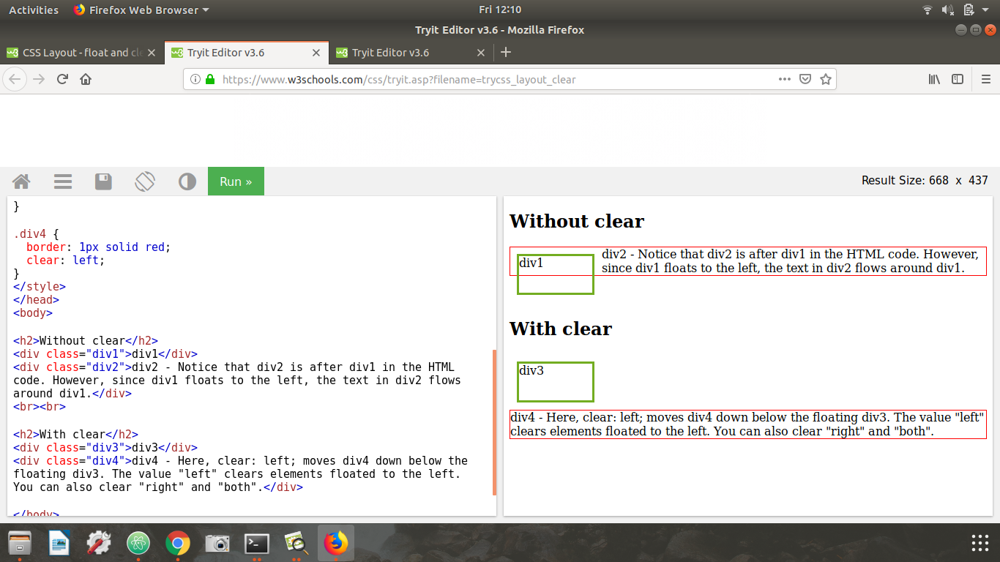 Activities
Firefox Web Browser
Fri 12:10
Tryit Editor v3.6 - Mozilla Firefox
CSS Layout - float and cle
Tryit Editor v3.6
Tryit Editor v3.6
https://www.w3schools.com/css/tryit.asp?filename=trycss_layout_clear
Run »
Result Size: 668 x 437
}
.div4 {
  border: 1px solid red;
  clear: left;
}
</style>
</head>
<body>
<h2>Without clear</h2>
<div class="div1">div1</div>
<div class="div2">div2 - Notice that div2 is after div1 in the HTML
code. However, since div1 floats to the left, the text in div2 flows
around div1.</div>
<br><br>
<h2>With clear</h2>
<div class="div3">div3</div>
<div class="div4">div4 - Here, clear: left; moves div4 down below the
floating div3. The value "left" clears elements floated to the left.
You can also clear "right" and "both".</div>
</body>
Without clear
div1
div2 - Notice that div2 is after div1 in the HTML code. However,
since div1 floats to the left, the text in div2 flows around div1.
With clear
div3
div4 - Here, clear: left; moves div4 down below the floating div3. The value "left"
clears elements floated to the left. You can also clear "right" and "both".